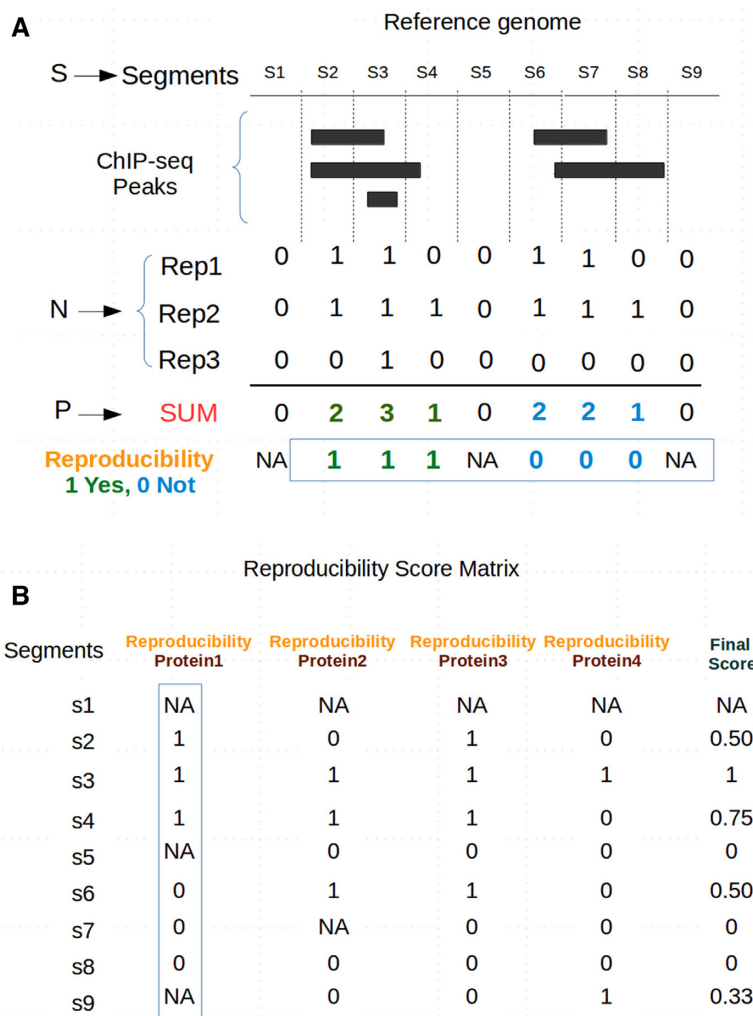 A
Reference genome
S Segments S1 S2 S3 S4 S5 S6 S7 S8 S9
ChIP-seq
Peaks
Rep1 0 1 1 0 0 1 1 0 0
N Rep2 0 1 1 1 0 1 1 1 0
Rep3 0 0 1 0 0 0 0 0 0
P SUM 0 2 3 1 0 2 2 1 0
Reproducibility NA 1 1 1 NA 0 0 0 NA
1 Yes, 0 Not
Reproducibility Score Matrix
B
Segments Reproducibility Protein1 Reproducibility Protein2 Reproducibility Protein3 Reproducibility Protein4 Final Score
s1 NA NA NA NA NA
s2 1 0 1 0 0.50
s3 1 1 1 1 1
s4 1 1 1 0 0.75
s5 NA 0 0 0 0
s6 0 1 1 0 0.50
s7 0 NA 0 0 0
s8 0 0 0 0 0
s9 NA 0 0 1 0.33